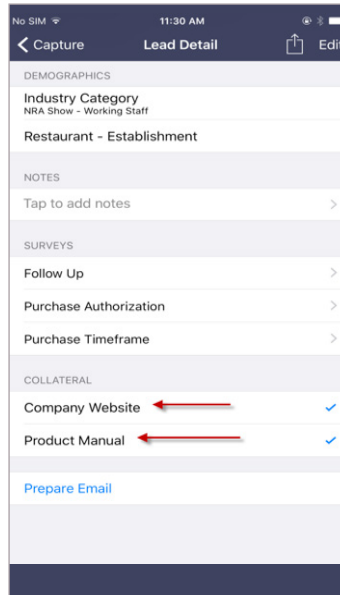 No SIM 11:30 AM
Capture Lead Detail Edit
DEMOGRAPHICS
Industry Category
NRA Show - Working Staff
Restaurant - Establishment
NOTES
Tap to add notes
SURVEYS
Follow Up
Purchase Authorization
Purchase Timeframe
COLLATERAL
Company Website
Product Manual
Prepare Email